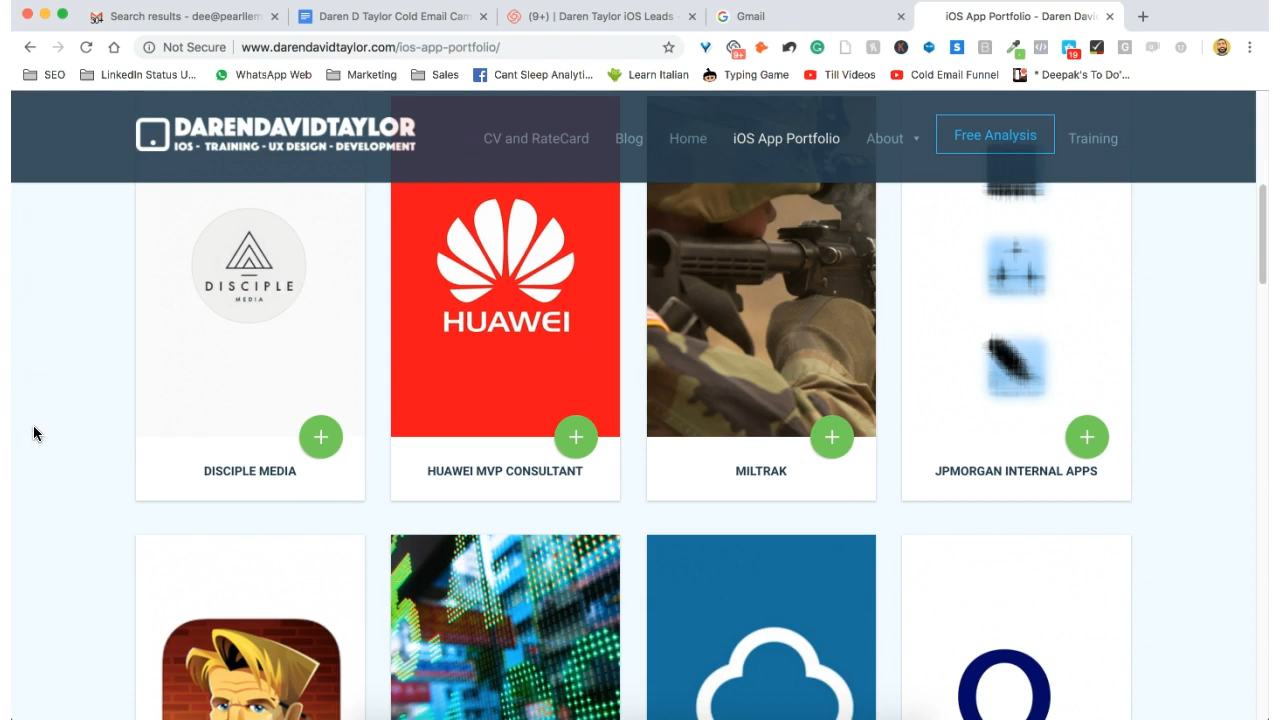 Search results - dee@pearllem
Daren D Taylor Cold Email Cam
(9+) | Daren Taylor iOS Leads -
Gmail
iOS App Portfolio - Daren Davi
Not Secure
www.darendavidtaylor.com/ios-app-portfolio/
9+
19
SEO
LinkedIn Status U...
WhatsApp Web
Marketing
Sales
Cant Sleep Analyti...
Learn Italian
Typing Game
Till Videos
Cold Email Funnel
* Deepak's To Do'...
DARENDAVIDTAYLOR
IOS - TRAINING - UX DESIGN - DEVELOPMENT
CV and RateCard
Blog
Home
iOS App Portfolio
About
Free Analysis
Training
DISCIPLE
MEDIA
HUAWEI
DISCIPLE MEDIA
HUAWEI MVP CONSULTANT
MILTRAK
JPMORGAN INTERNAL APPS